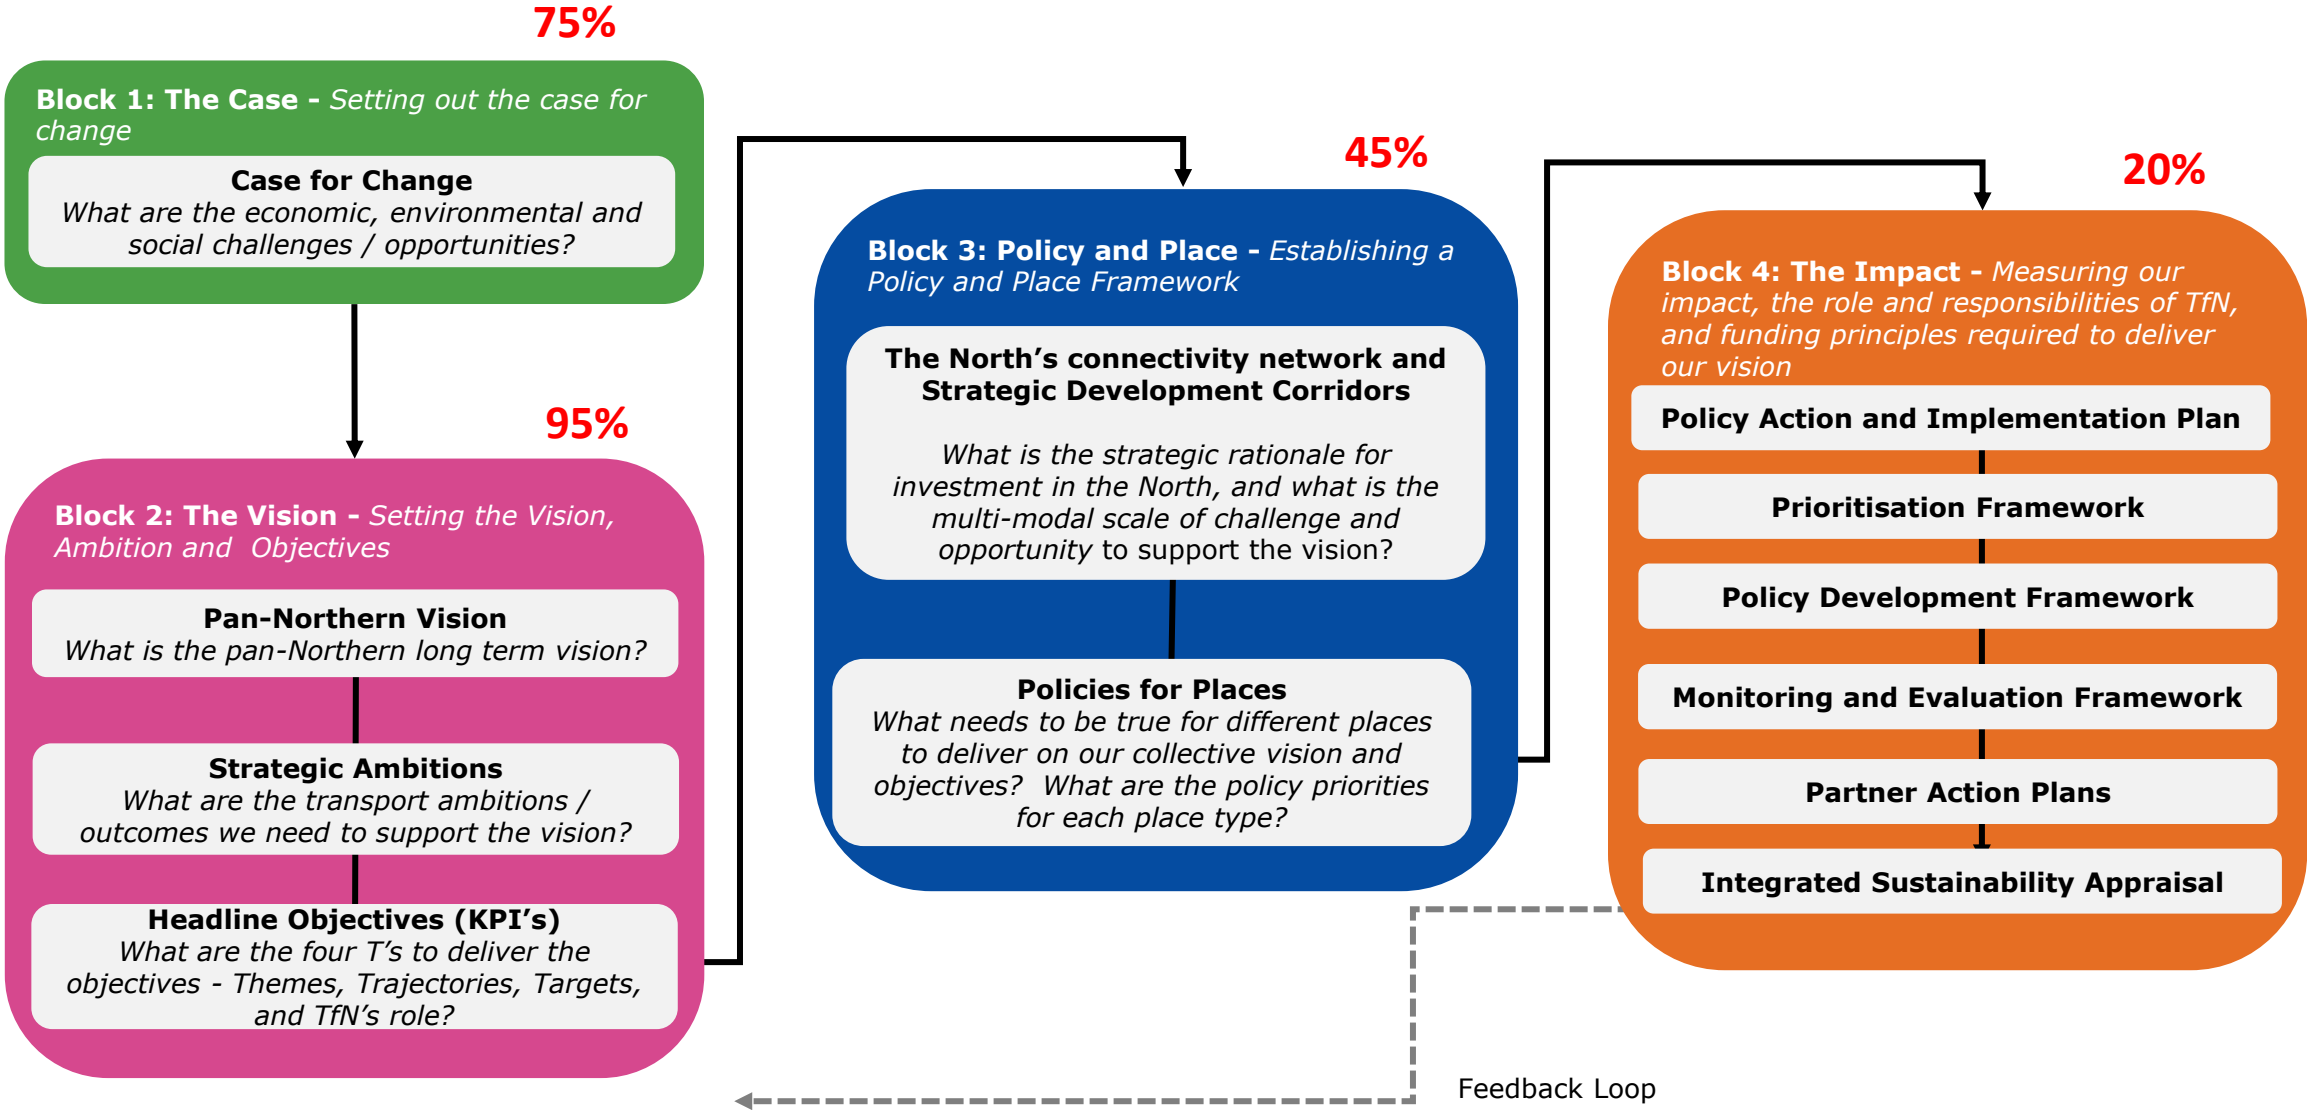 75%
Block 1: The Case - Setting out the case for
change
Case for Change
What are the economic, environmental and
social challenges / opportunities?
95%
Block 2: The Vision - Setting the Vision,
Ambition and  Objectives
Pan-Northern Vision
What is the pan-Northern long term vision?
Strategic Ambitions
What are the transport ambitions /
outcomes we need to support the vision?
Headline Objectives (KPI’s)
What are the four T’s to deliver the
objectives - Themes, Trajectories, Targets,
and TfN’s role?
45%
Block 3: Policy and Place - Establishing a
Policy and Place Framework
The North’s connectivity network and
Strategic Development Corridors
What is the strategic rationale for
investment in the North, and what is the
multi-modal scale of challenge and
opportunity to support the vision?
Policies for Places
What needs to be true for different places
to deliver on our collective vision and
objectives?  What are the policy priorities
for each place type?
20%
Block 4: The Impact - Measuring our
impact, the role and responsibilities of TfN,
and funding principles required to deliver
our vision
Policy Action and Implementation Plan
Prioritisation Framework
Policy Development Framework
Monitoring and Evaluation Framework
Partner Action Plans
Integrated Sustainability Appraisal
Feedback Loop